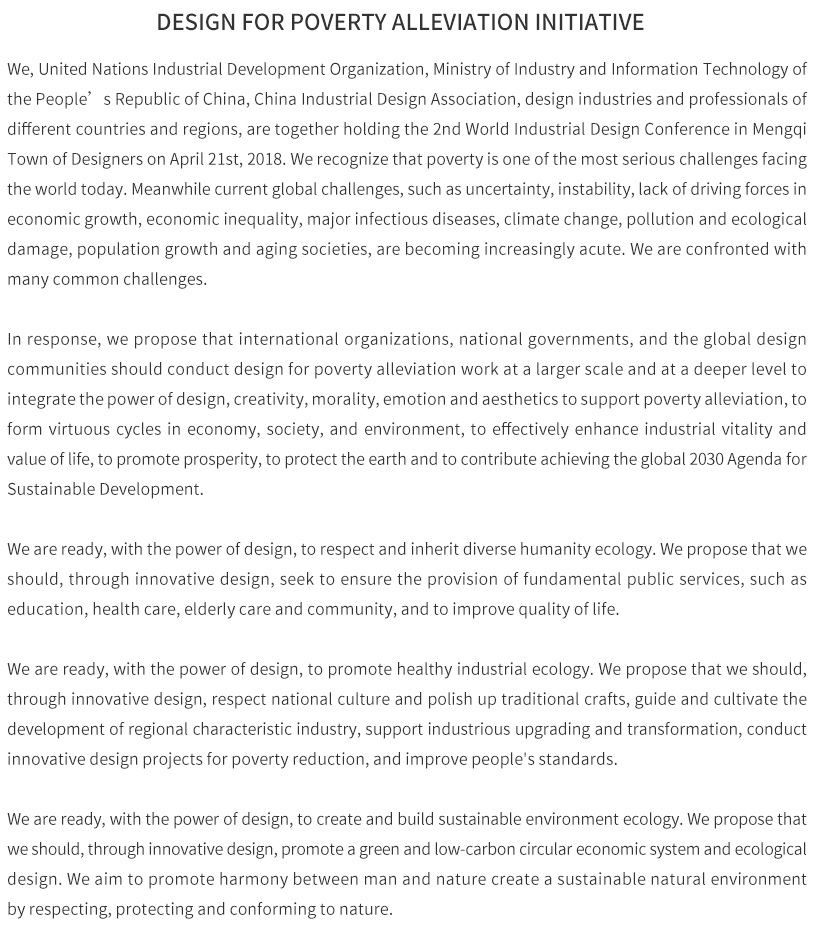 DESIGN FOR POVERTY ALLEVIATION INITIATIVE
We, United Nations Industrial Development Organization, Ministry of Industry and Information Technology of
the People’s Republic of China, China Industrial Design Association, design industries and professionals of
different countries and regions, are together holding the 2nd World Industrial Design Conference in Mengqi
Town of Designers on April 21st, 2018. We recognize that poverty is one of the most serious challenges facing
the world today. Meanwhile current global challenges, such as uncertainty, instability, lack of driving forces in
economic growth, economic inequality, major infectious diseases, climate change, pollution and ecological
damage, population growth and aging societies, are becoming increasingly acute. We are confronted with
many common challenges.
In response, we propose that international organizations, national governments, and the global design
communities should conduct design for poverty alleviation work at a larger scale and at a deeper level to
integrate the power of design, creativity, morality, emotion and aesthetics to support poverty alleviation, to
form virtuous cycles in economy, society, and environment, to effectively enhance industrial vitality and
value of life, to promote prosperity, to protect the earth and to contribute achieving the global 2030 Agenda for
Sustainable Development.
We are ready, with the power of design, to respect and inherit diverse humanity ecology. We propose that we
should, through innovative design, seek to ensure the provision of fundamental public services, such as
education, health care, elderly care and community, and to improve quality of life.
We are ready, with the power of design, to promote healthy industrial ecology. We propose that we should,
through innovative design, respect national culture and polish up traditional crafts, guide and cultivate the
development of regional characteristic industry, support industrious upgrading and transformation, conduct
innovative design projects for poverty reduction, and improve people's standards.
We are ready, with the power of design, to create and build sustainable environment ecology. We propose that
we should, through innovative design, promote a green and low-carbon circular economic system and ecological
design. We aim to promote harmony between man and nature create a sustainable natural environment
by respecting, protecting and conforming to nature.